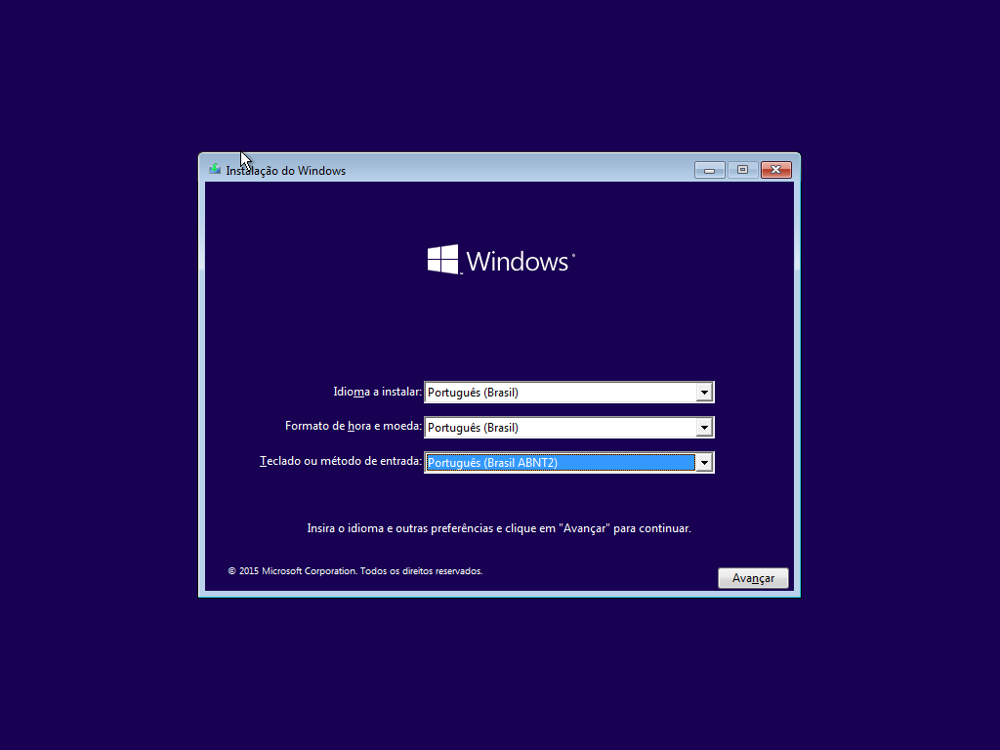 Instalação do Windows
Windows
Idioma a instalar: Português (Brasil)
Formato de hora e moeda: Português (Brasil)
Teclado ou método de entrada: Português (Brasil ABNT2)
Insira o idioma e outras preferências e clique em "Avançar" para continuar.
© 2015 Microsoft Corporation. Todos os direitos reservados.
Avançar